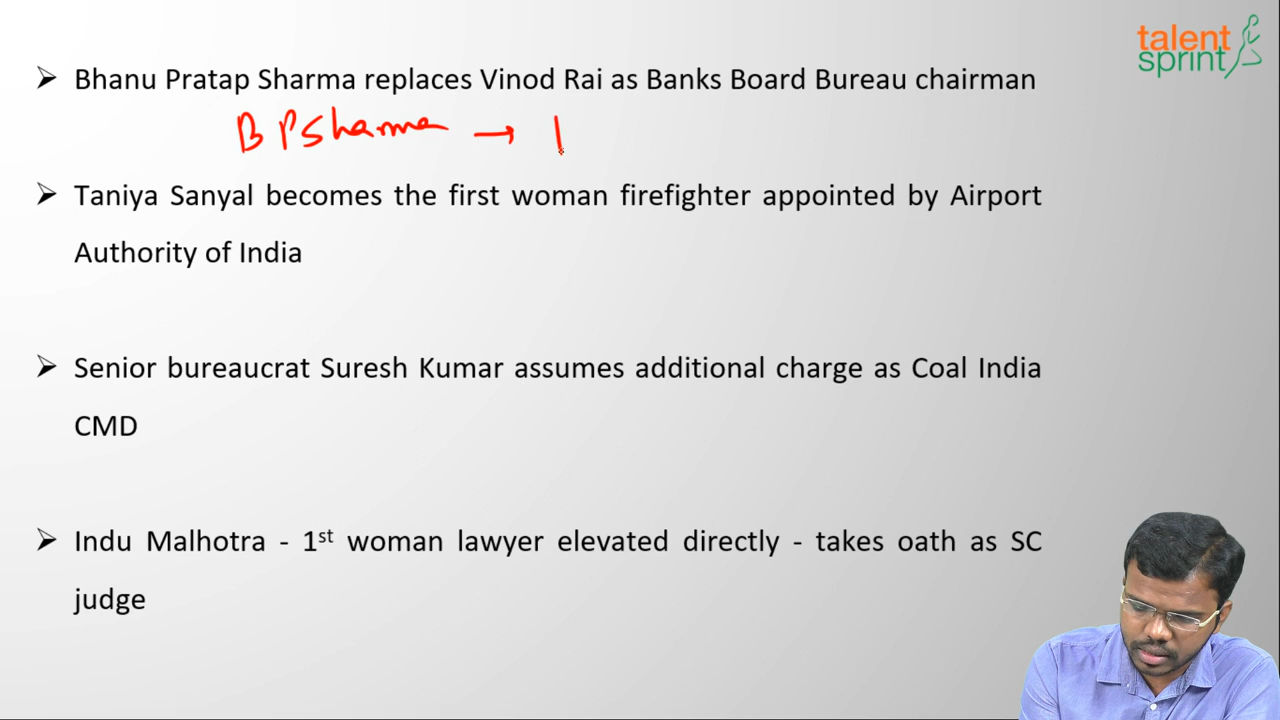 talent
sprint
➢ Bhanu Pratap Sharma replaces Vinod Rai as Banks Board Bureau chairman
B P Sharma →
➢ Taniya Sanyal becomes the first woman firefighter appointed by Airport
Authority of India
➢ Senior bureaucrat Suresh Kumar assumes additional charge as Coal India
CMD
➢ Indu Malhotra - 1st woman lawyer elevated directly - takes oath as SC
judge